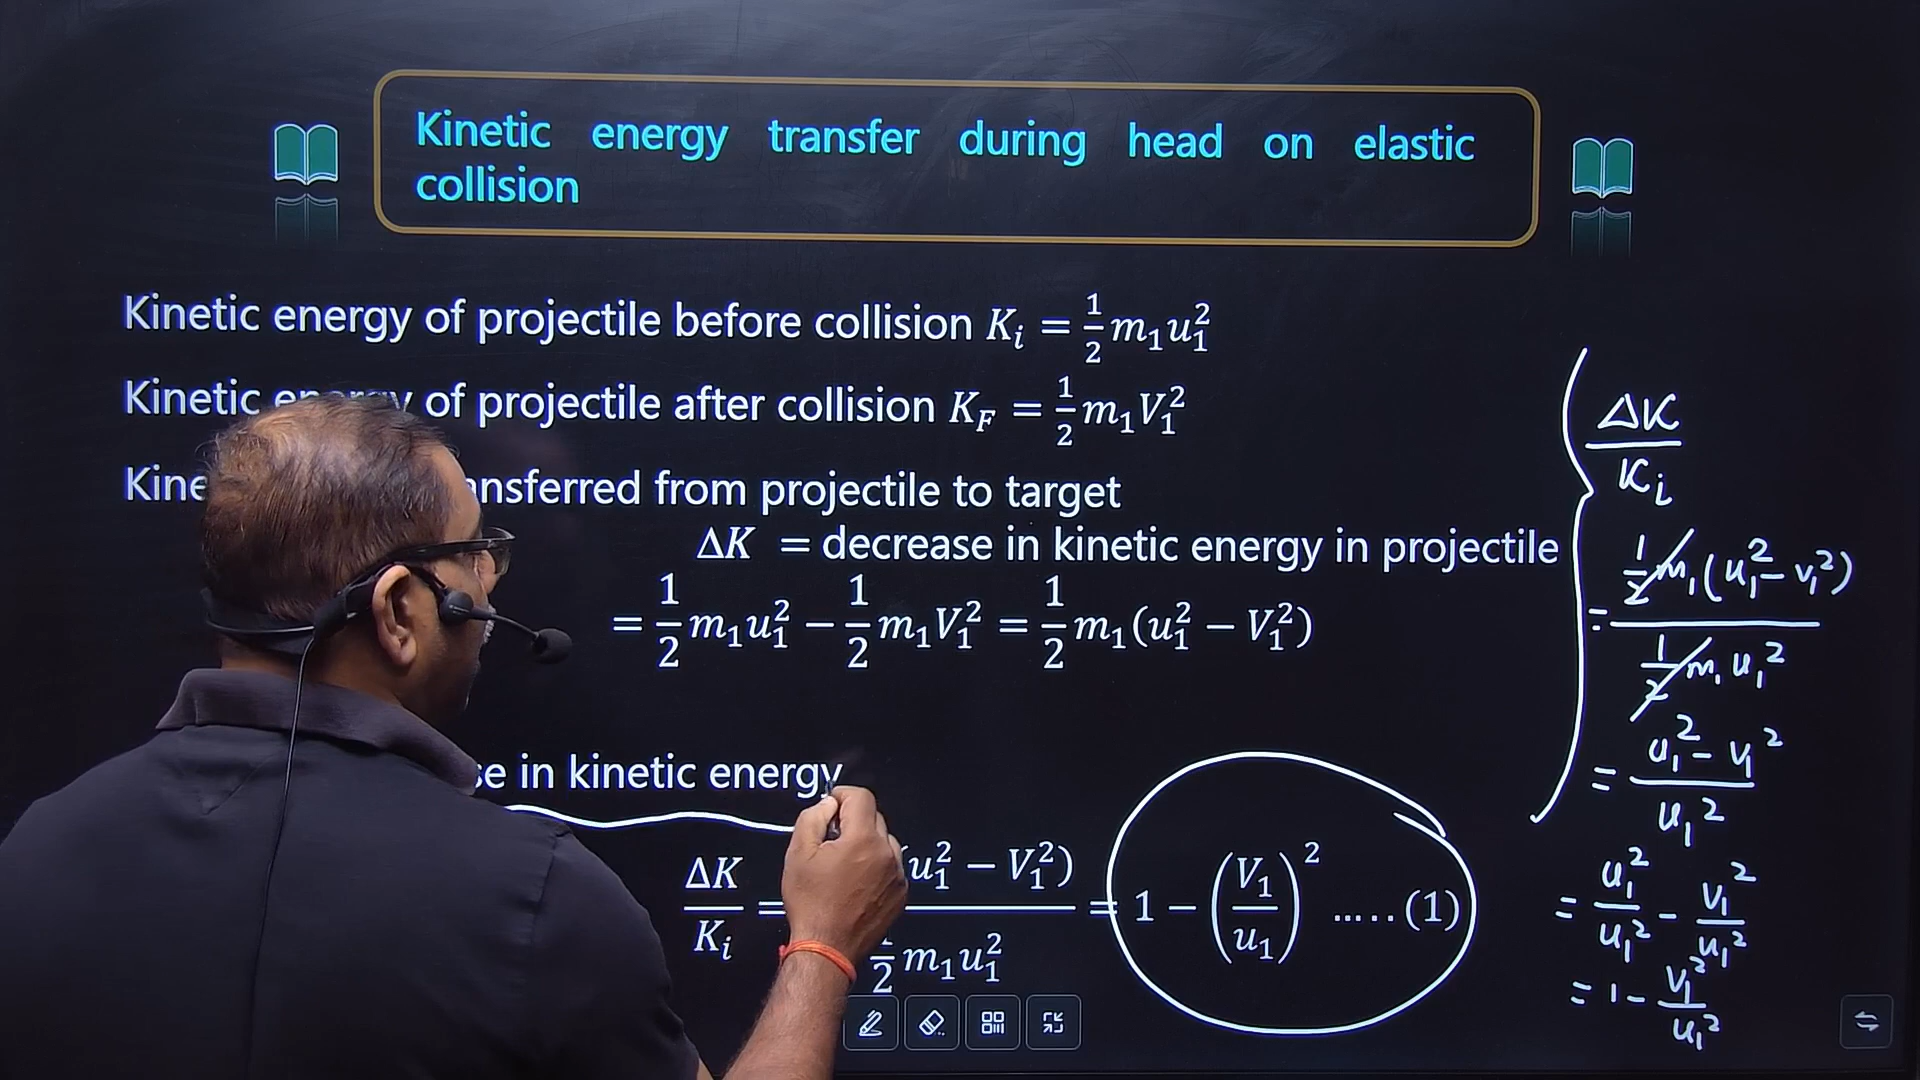 Kinetic energy transfer during head on elastic
collision
Kinetic energy of projectile before collision K_i = 1/2 m_1 u_1^2
Kinetic of projectile after collision K_F = 1/2 m_1 V_1^2
from projectile to target
ΔK = decrease in kinetic energy in projectile
= 1/2 m_1 u_1^2 − 1/2 m_1 V_1^2 = 1/2 m_1 (u_1^2 − V_1^2)
in kinetic energy
ΔK/K_i = (u_1^2 − V_1^2) / 1/2 m_1 u_1^2 = 1 − (V_1/u_1)^2 .....(1)
ΔK/K_i
= 1/2 m_1 (u_1^2 − v_1^2) / 1/2 m_1 u_1^2
= u_1^2 − v_1^2 / u_1^2
= u_1^2/u_1^2 − v_1^2/u_1^2
= 1 − v_1^2/u_1^2